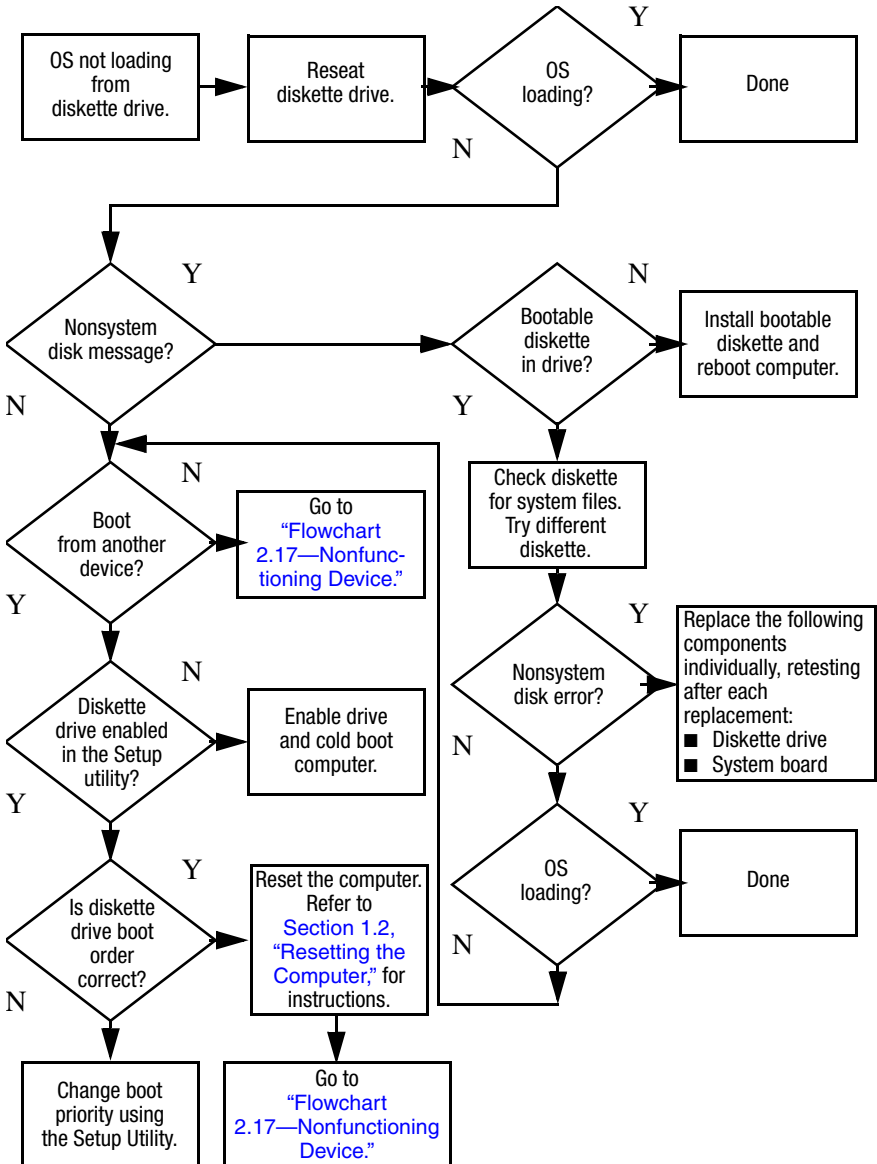 OS not loading
from
diskette drive.
Reseat
diskette drive.
OS
loading?
Y
Done
N
Nonsystem
disk message?
Y
Bootable
diskette
in drive?
N
Install bootable
diskette and
reboot computer.
N
Y
Check diskette
for system files.
Try different
diskette.
Boot
from another
device?
N
Go to
“Flowchart
2.17—Nonfunc-
tioning Device.”
Y
Nonsystem
disk error?
Y
Replace the following
components
individually, retesting
after each
replacement:
■ Diskette drive
■ System board
N
Diskette
drive enabled
in the Setup
utility?
N
Enable drive
and cold boot
computer.
Y
OS
loading?
Y
Done
N
Is diskette
drive boot
order
correct?
Y
Reset the computer.
Refer to
Section 1.2,
“Resetting the
Computer,” for
instructions.
N
Change boot
priority using
the Setup Utility.
Go to
“Flowchart
2.17—Nonfunctioning
Device.”